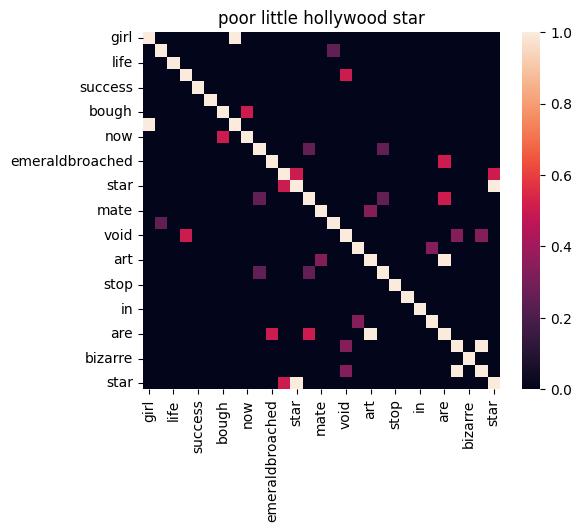 poor little hollywood star
girl
life
success
bough
now
emeraldbroached
star
mate
void
art
stop
in
are
bizarre
star
girl
life
success
bough
now
emeraldbroached
star
mate
void
art
stop
in
are
bizarre
star
1.0
0.8
0.6
0.4
0.2
0.0